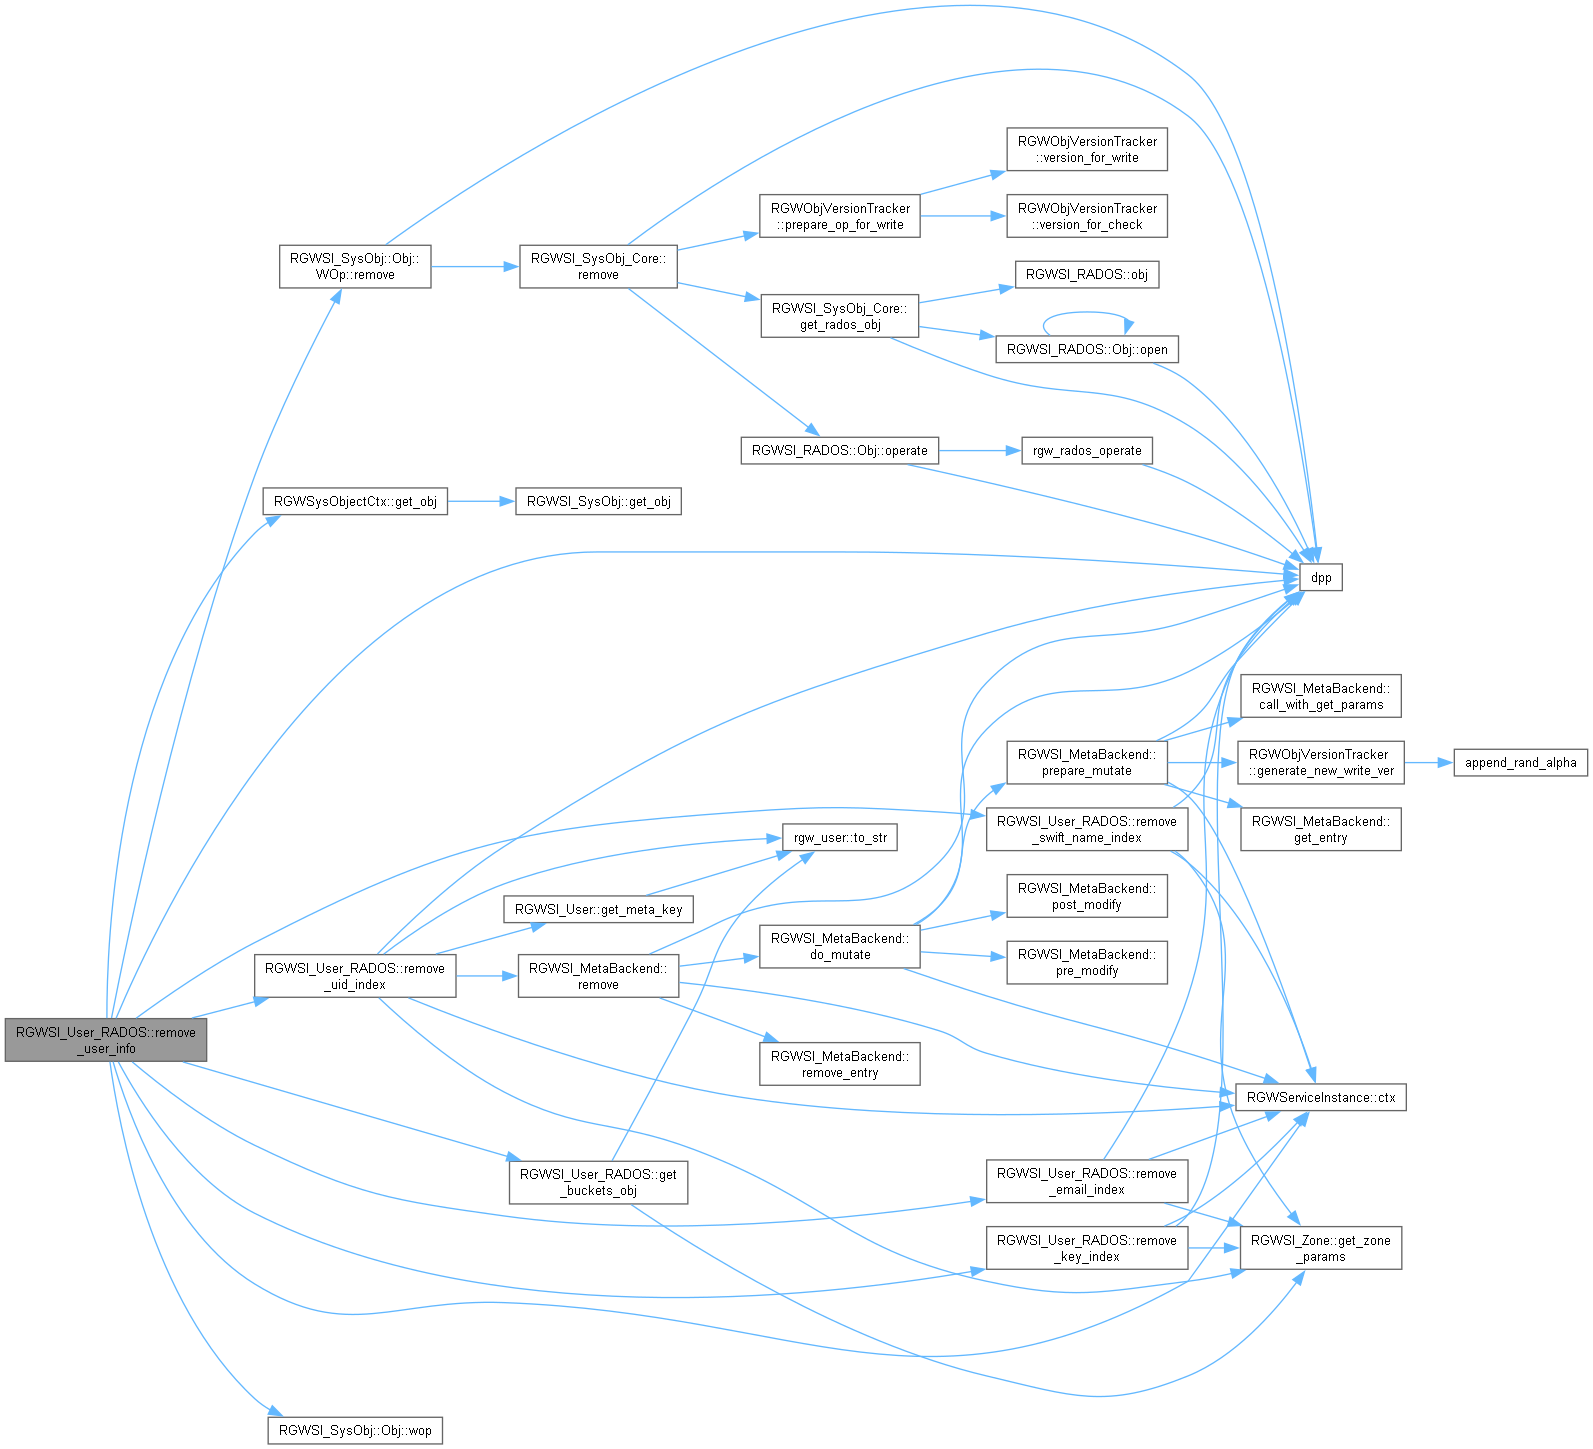 RGWObjVersionTracker
::version_for_write
RGWObjVersionTracker
::prepare_op_for_write
RGWObjVersionTracker
::version_for_check
RGWSI_SysObj::Obj::
WOp::remove
RGWSI_SysObj_Core::
remove
RGWSI_RADOS::obj
RGWSI_SysObj_Core::
get_rados_obj
RGWSI_RADOS::Obj::open
RGWSI_RADOS::Obj::operate
rgw_rados_operate
RGWSysObjectCtx::get_obj
RGWSI_SysObj::get_obj
dpp
RGWSI_MetaBackend::
call_with_get_params
RGWSI_MetaBackend::
prepare_mutate
RGWObjVersionTracker
::generate_new_write_ver
append_rand_alpha
RGWSI_User_RADOS::remove
_swift_name_index
RGWSI_MetaBackend::
get_entry
rgw_user::to_str
RGWSI_User::get_meta_key
RGWSI_MetaBackend::
post_modify
RGWSI_MetaBackend::
do_mutate
RGWSI_MetaBackend::
pre_modify
RGWSI_User_RADOS::remove
_uid_index
RGWSI_MetaBackend::
remove
RGWSI_User_RADOS::remove
_user_info
RGWSI_MetaBackend::
remove_entry
RGWServiceInstance::ctx
RGWSI_User_RADOS::get
_buckets_obj
RGWSI_User_RADOS::remove
_email_index
RGWSI_User_RADOS::remove
_key_index
RGWSI_Zone::get_zone
_params
RGWSI_SysObj::Obj::wop